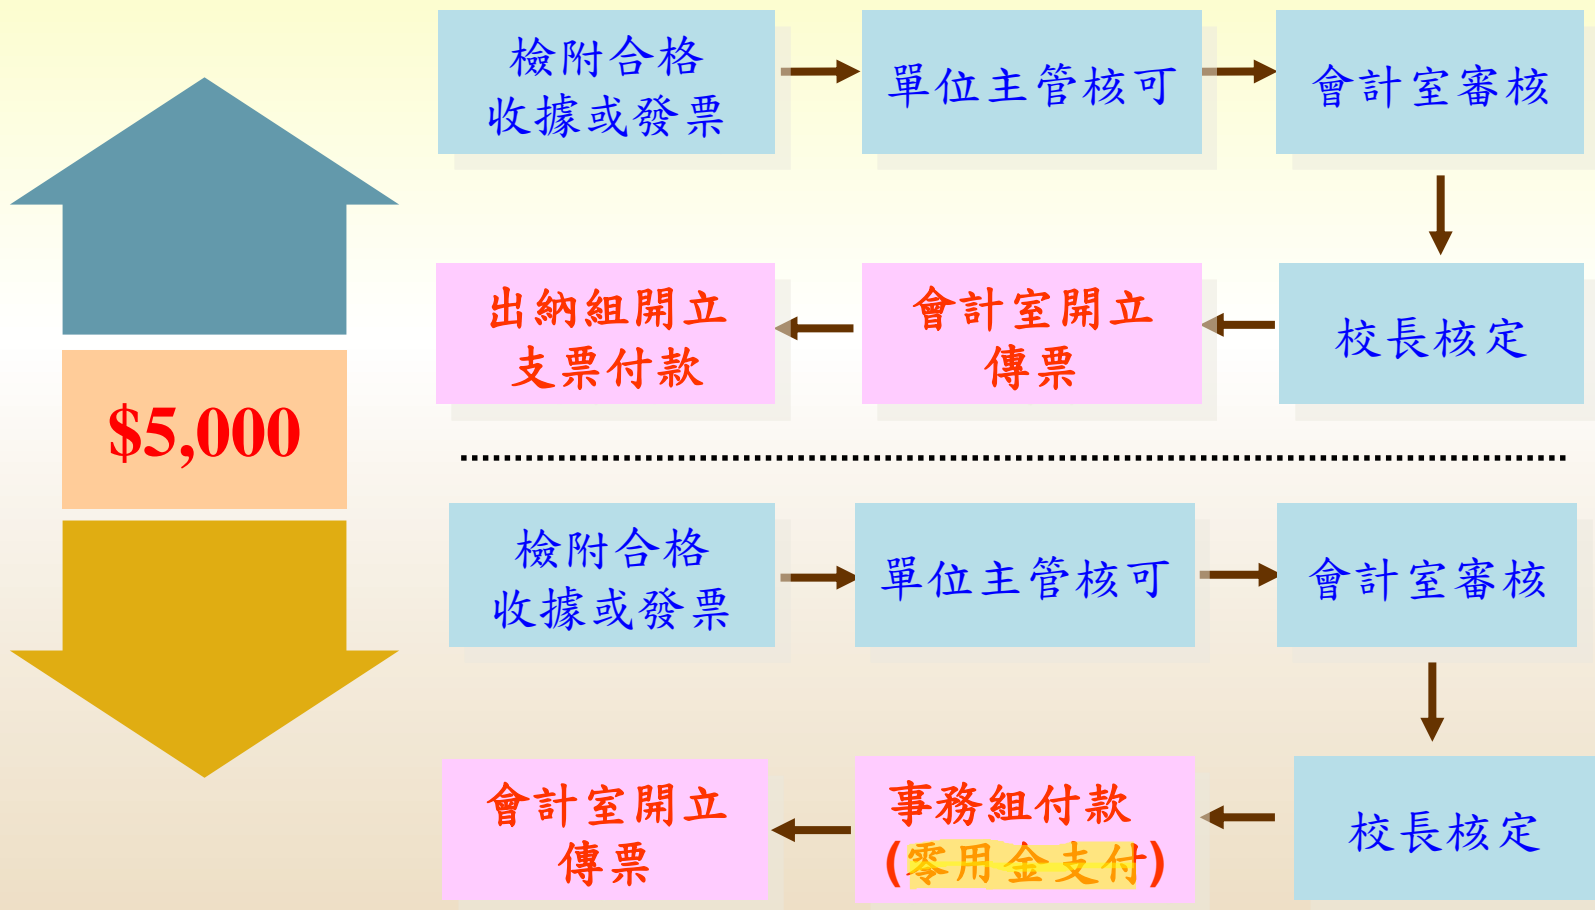 檢附合格
收據或發票
單位主管核可
會計室審核
出納組開立
支票付款
會計室開立
傳票
校長核定
$5,000
檢附合格
收據或發票
單位主管核可
會計室審核
會計室開立
傳票
事務組付款
(零用金支付)
校長核定